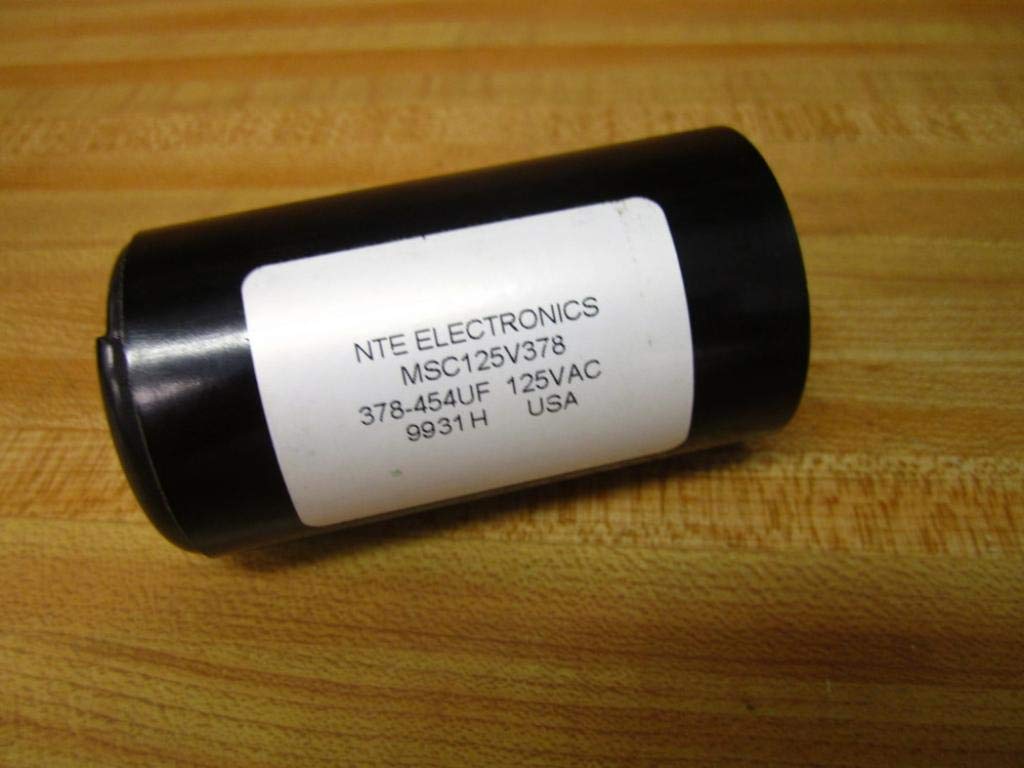 NTE ELECTRONICS
MSC125V378
378-454UF 125VAC
9931H USA